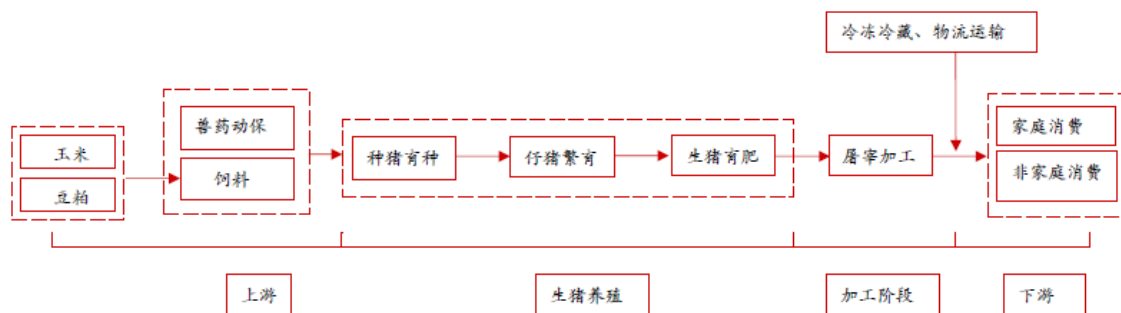 冷冻冷藏、物流运输
玉米
豆粕
兽药动保
饲料
种猪育种
仔猪繁育
生猪育肥
屠宰加工
家庭消费
非家庭消费
上游
生猪养殖
加工阶段
下游